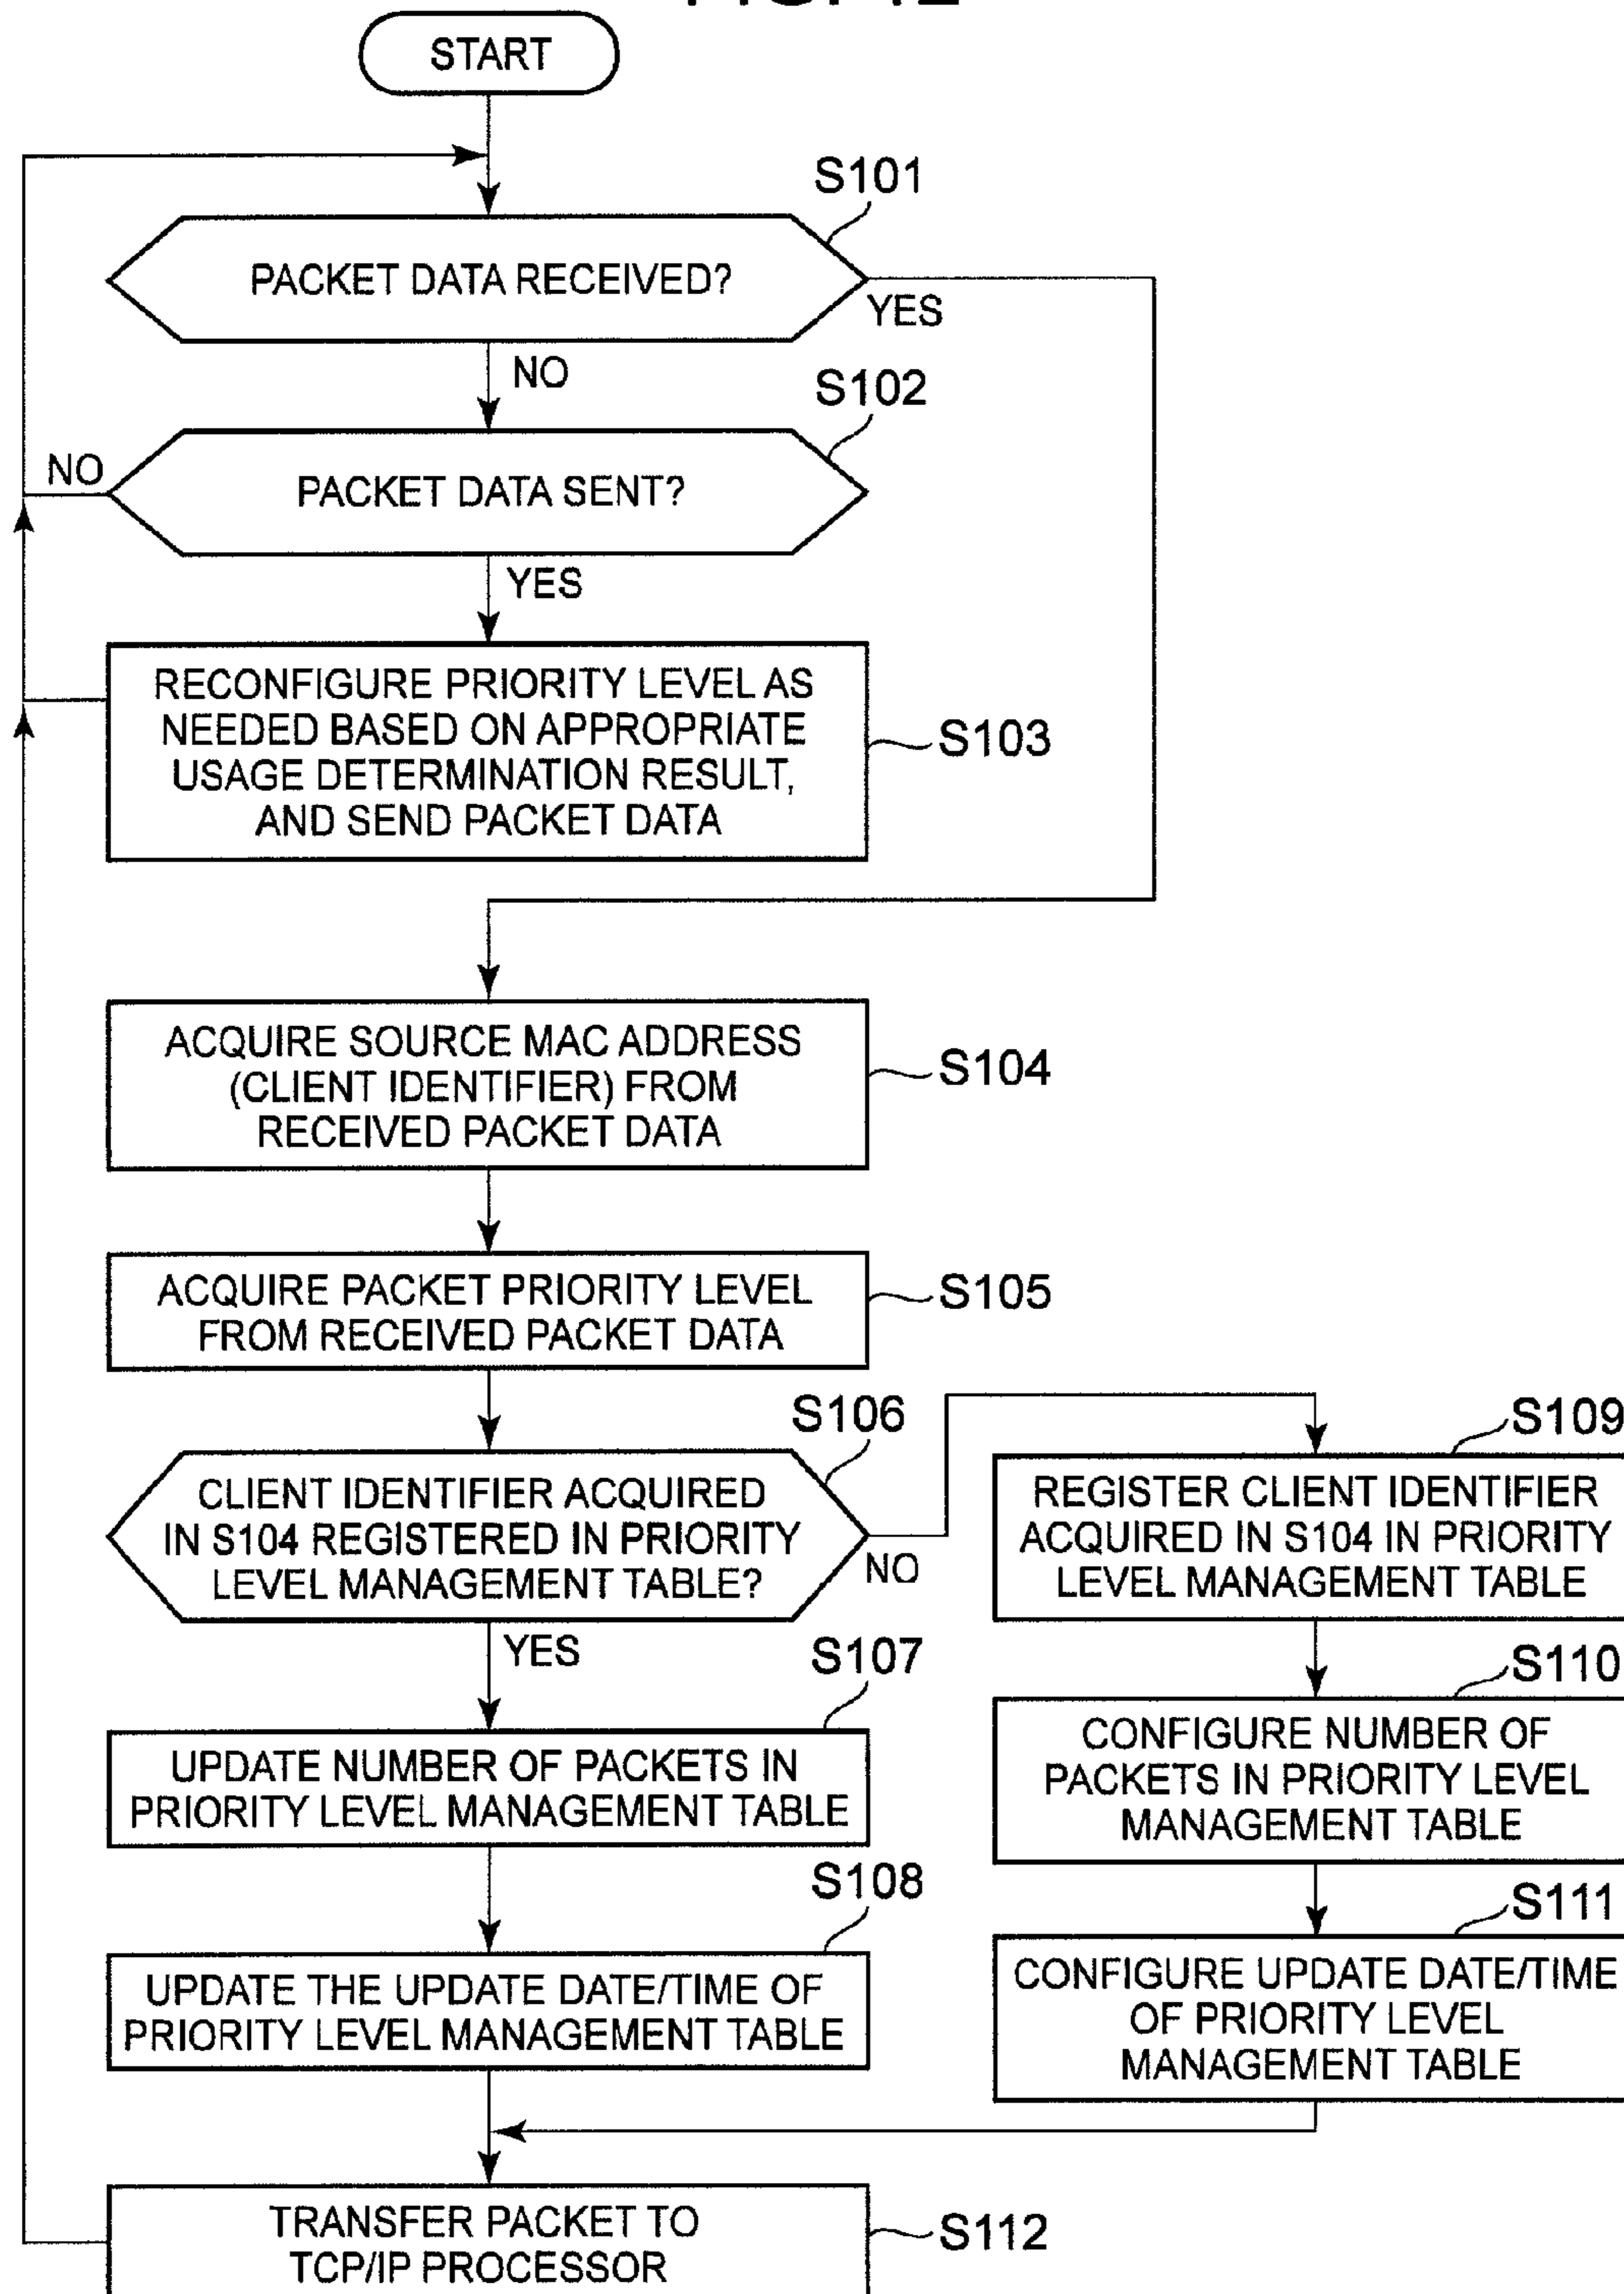 START
S101
PACKET DATA RECEIVED?
YES
NO
S102
NO
PACKET DATA SENT?
YES
RECONFIGURE PRIORITY LEVEL AS
NEEDED BASED ON APPROPRIATE
USAGE DETERMINATION RESULT,
AND SEND PACKET DATA
S103
ACQUIRE SOURCE MAC ADDRESS
(CLIENT IDENTIFIER) FROM
RECEIVED PACKET DATA
S104
ACQUIRE PACKET PRIORITY LEVEL
FROM RECEIVED PACKET DATA
S105
S106
CLIENT IDENTIFIER ACQUIRED
IN S104 REGISTERED IN PRIORITY
LEVEL MANAGEMENT TABLE?
NO
YES
S107
UPDATE NUMBER OF PACKETS IN
PRIORITY LEVEL MANAGEMENT TABLE
S108
UPDATE THE UPDATE DATE/TIME OF
PRIORITY LEVEL MANAGEMENT TABLE
S109
REGISTER CLIENT IDENTIFIER
ACQUIRED IN S104 IN PRIORITY
LEVEL MANAGEMENT TABLE
S110
CONFIGURE NUMBER OF
PACKETS IN PRIORITY LEVEL
MANAGEMENT TABLE
S111
CONFIGURE UPDATE DATE/TIME
OF PRIORITY LEVEL
MANAGEMENT TABLE
TRANSFER PACKET TO
TCP/IP PROCESSOR
S112